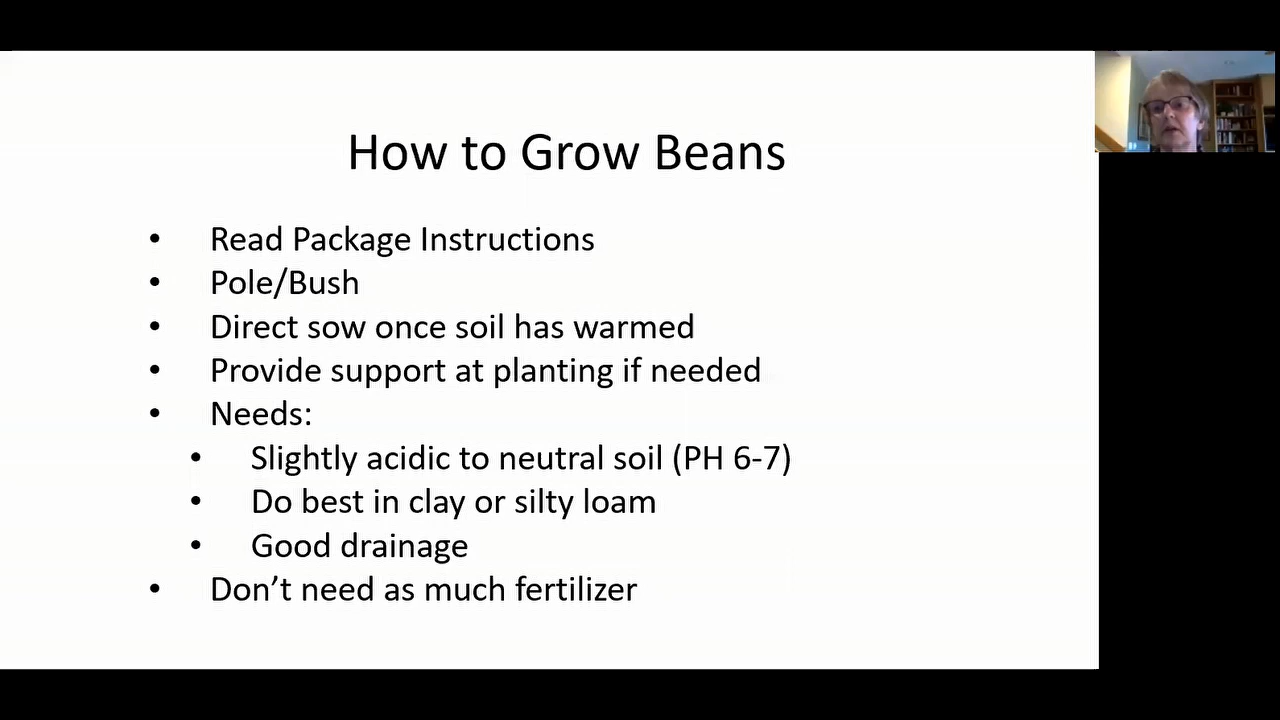 How to Grow Beans
• Read Package Instructions
• Pole/Bush
• Direct sow once soil has warmed
• Provide support at planting if needed
• Needs:
• Slightly acidic to neutral soil (PH 6-7)
• Do best in clay or silty loam
• Good drainage
• Don’t need as much fertilizer